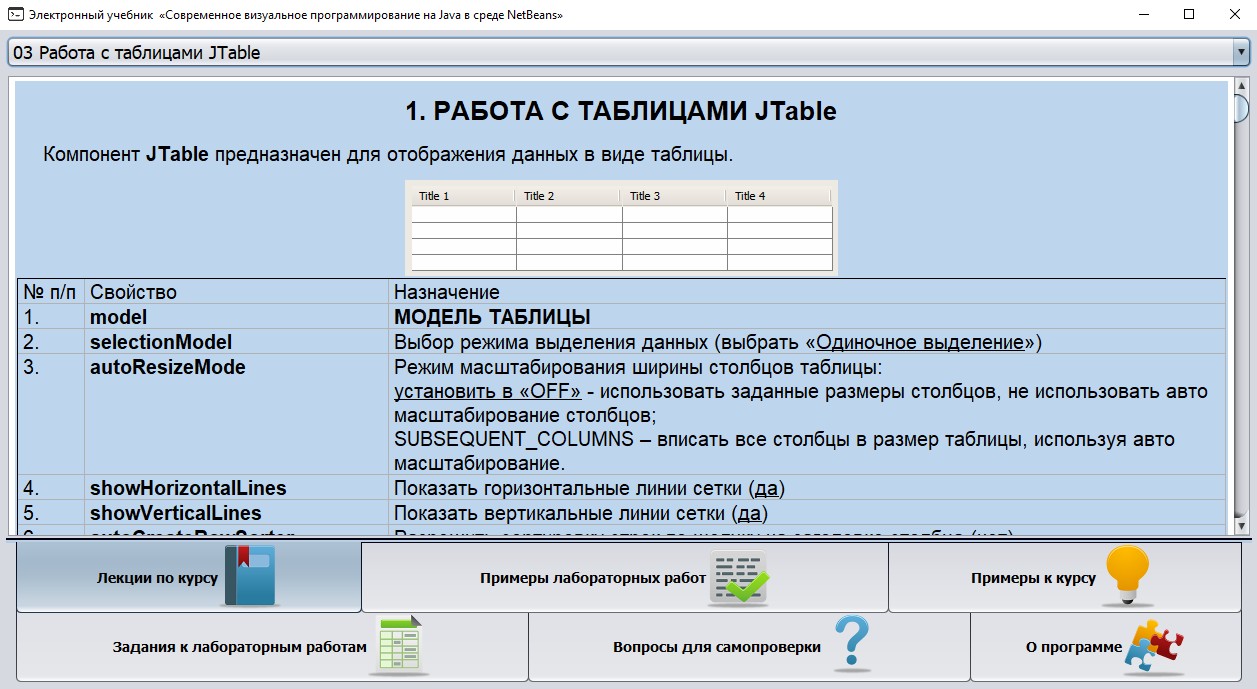 Электронный учебник «Современное визуальное программирование на Java в среде NetBeans»
03 Работа с таблицами JTable
1. РАБОТА С ТАБЛИЦАМИ JTable
Компонент JTable предназначен для отображения данных в виде таблицы.
Title 1 Title 2 Title 3 Title 4
№ п/п Свойство Назначение
1. model МОДЕЛЬ ТАБЛИЦЫ
2. selectionModel Выбор режима выделения данных (выбрать «Одиночное выделение»)
3. autoResizeMode Режим масштабирования ширины столбцов таблицы:
установить в «OFF» - использовать заданные размеры столбцов, не использовать авто
масштабирование столбцов;
SUBSEQUENT_COLUMNS – вписать все столбцы в размер таблицы, используя авто
масштабирование.
4. showHorizontalLines Показать горизонтальные линии сетки (да)
5. showVerticalLines Показать вертикальные линии сетки (да)
Лекции по курсу Примеры лабораторных работ Примеры к курсу
Задания к лабораторным работам Вопросы для самопроверки О программе